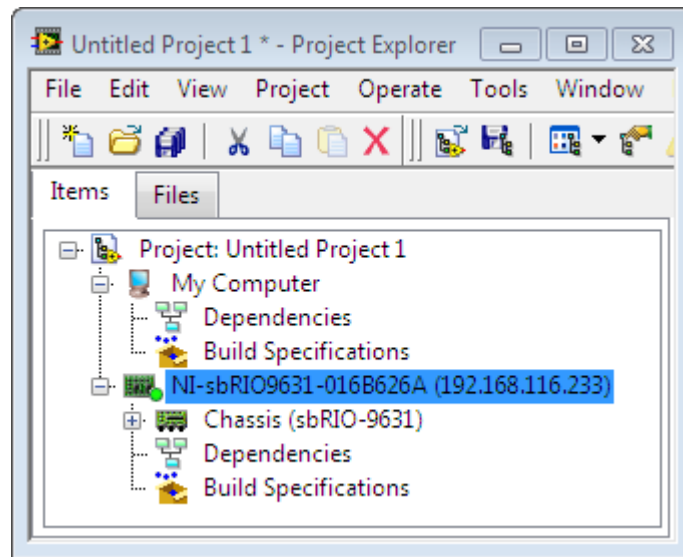 Untitled Project 1 * - Project Explorer
File Edit View Project Operate Tools Window
Items Files
Project: Untitled Project 1
My Computer
Dependencies
Build Specifications
NI-sbRIO9631-016B626A (192.168.116.233)
Chassis (sbRIO-9631)
Dependencies
Build Specifications